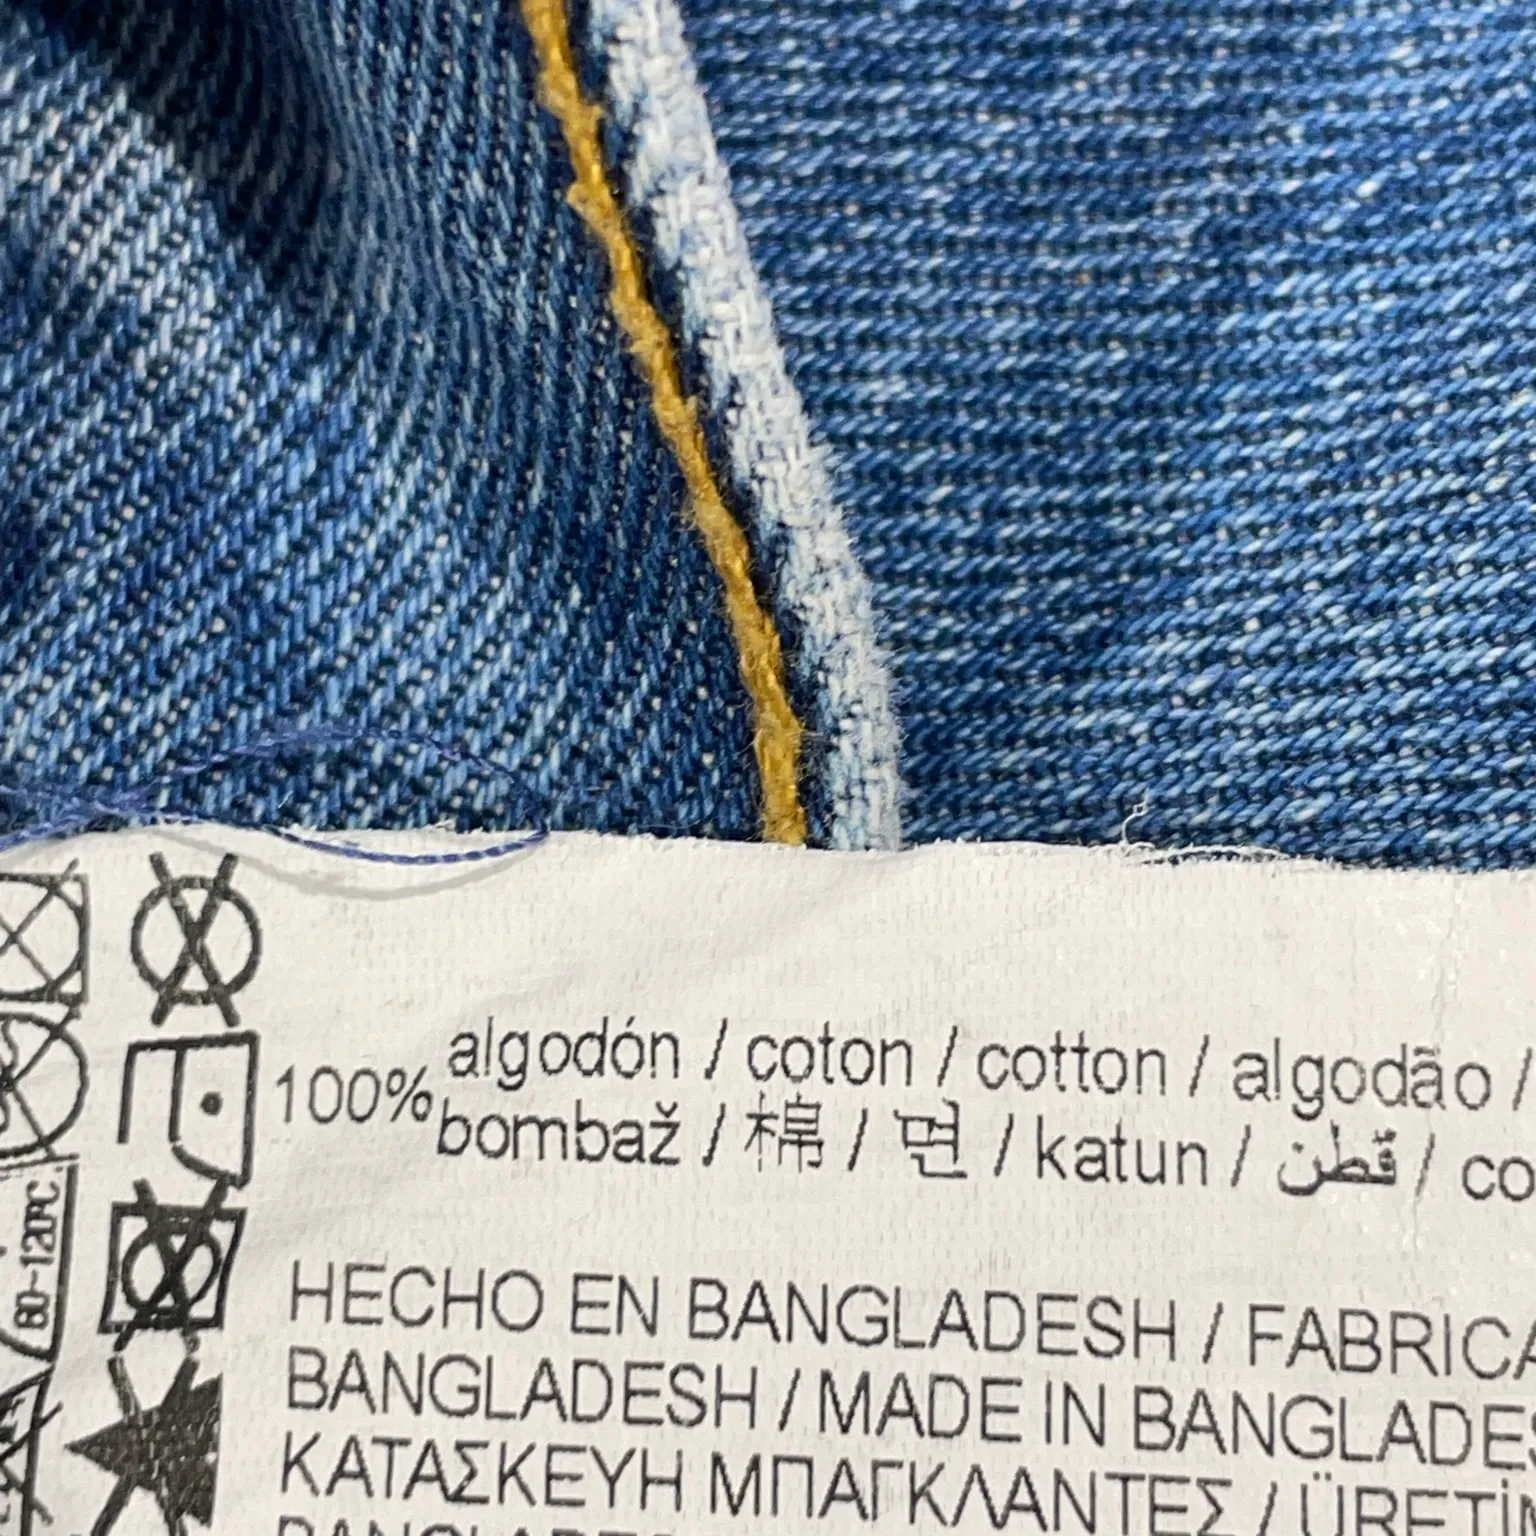 100% algodón / coton / cotton / algodão /
bombaž / 棉 / 면 / katun / قطن / co
HECHO EN BANGLADESH / FABRICA
BANGLADESH / MADE IN BANGLADES
ΚΑΤΑΣΚΕΥΗ ΜΠΑΓΚΛΑΝΤΕΣ / ÜRETİ
80-120°C